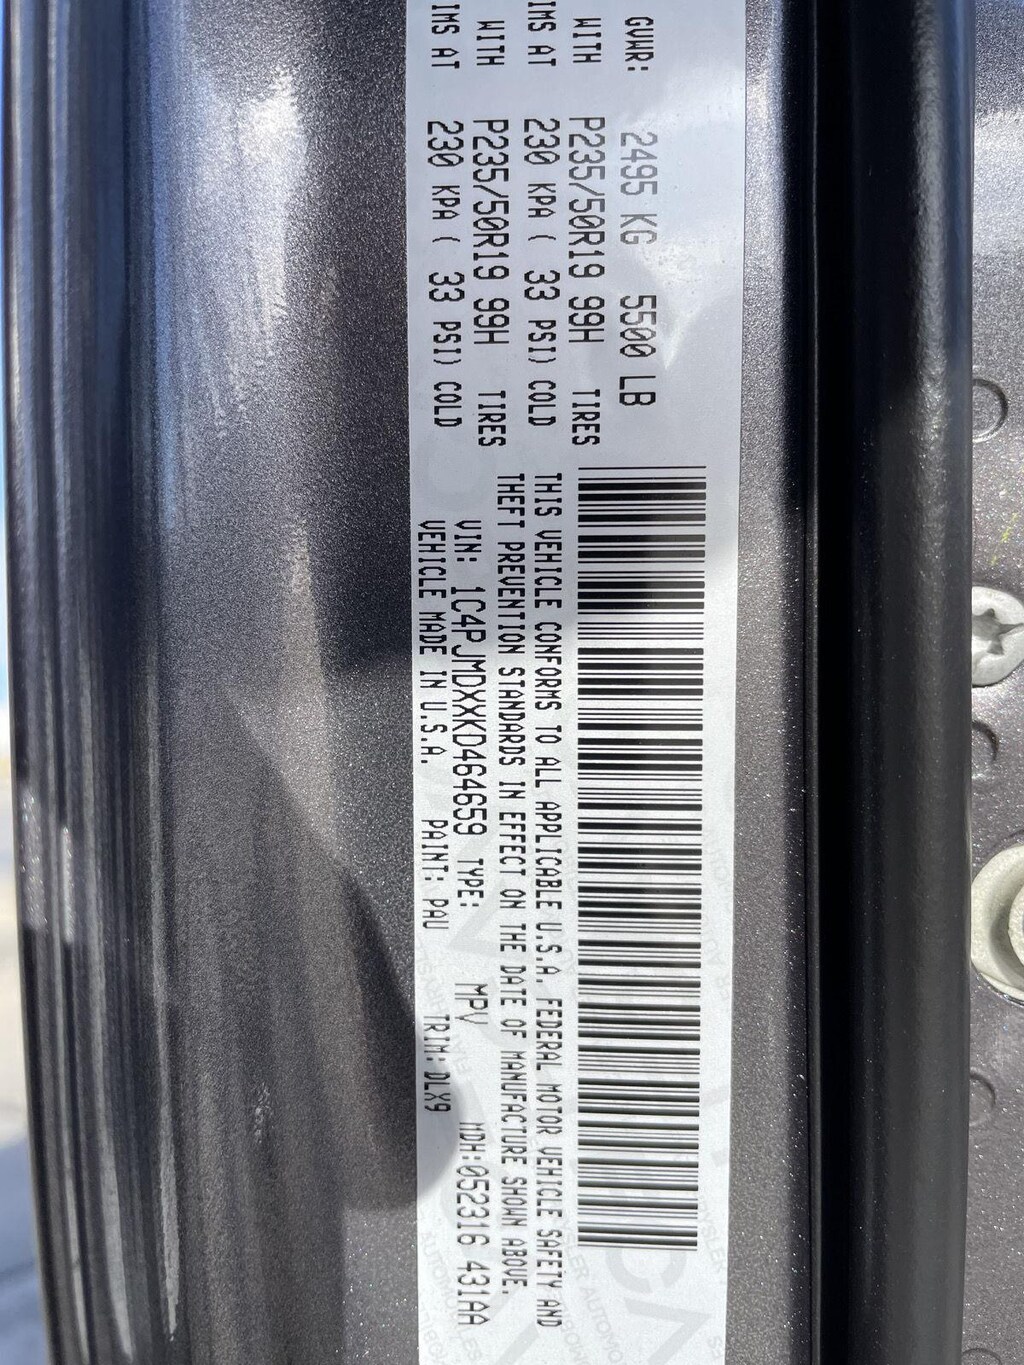 GVWR: 2495 KG 5500 LB
WITH P235/50R19 99H TIRES
IMS AT 230 KPA ( 33 PSI) COLD
WITH P235/50R19 99H TIRES
IMS AT 230 KPA ( 33 PSI) COLD
THIS VEHICLE CONFORMS TO ALL APPLICABLE U.S.A. FEDERAL MOTOR VEHICLE SAFETY AND
THEFT PREVENTION STANDARDS IN EFFECT ON THE DATE OF MANUFACTURE SHOWN ABOVE.
VIN: 1C4PJMDXXKD464659 TYPE: MPV MDH:052316 431AA
VEHICLE MADE IN U.S.A. PAINT: PAU TRIM: DLX9